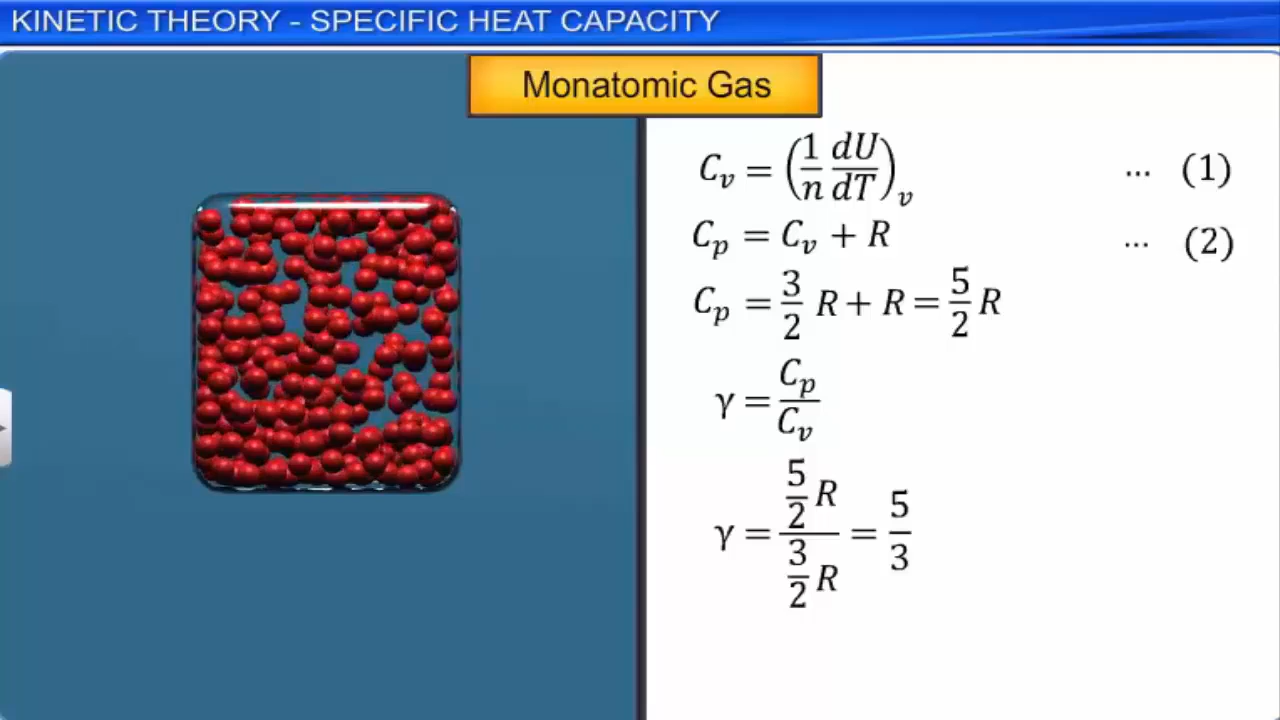 KINETIC THEORY - SPECIFIC HEAT CAPACITY
Monatomic Gas
C_v = (1/n dU/dT)_v ... (1)
C_p = C_v + R ... (2)
C_p = 3/2 R + R = 5/2 R
γ = C_p/C_v
γ = (5/2 R)/(3/2 R) = 5/3